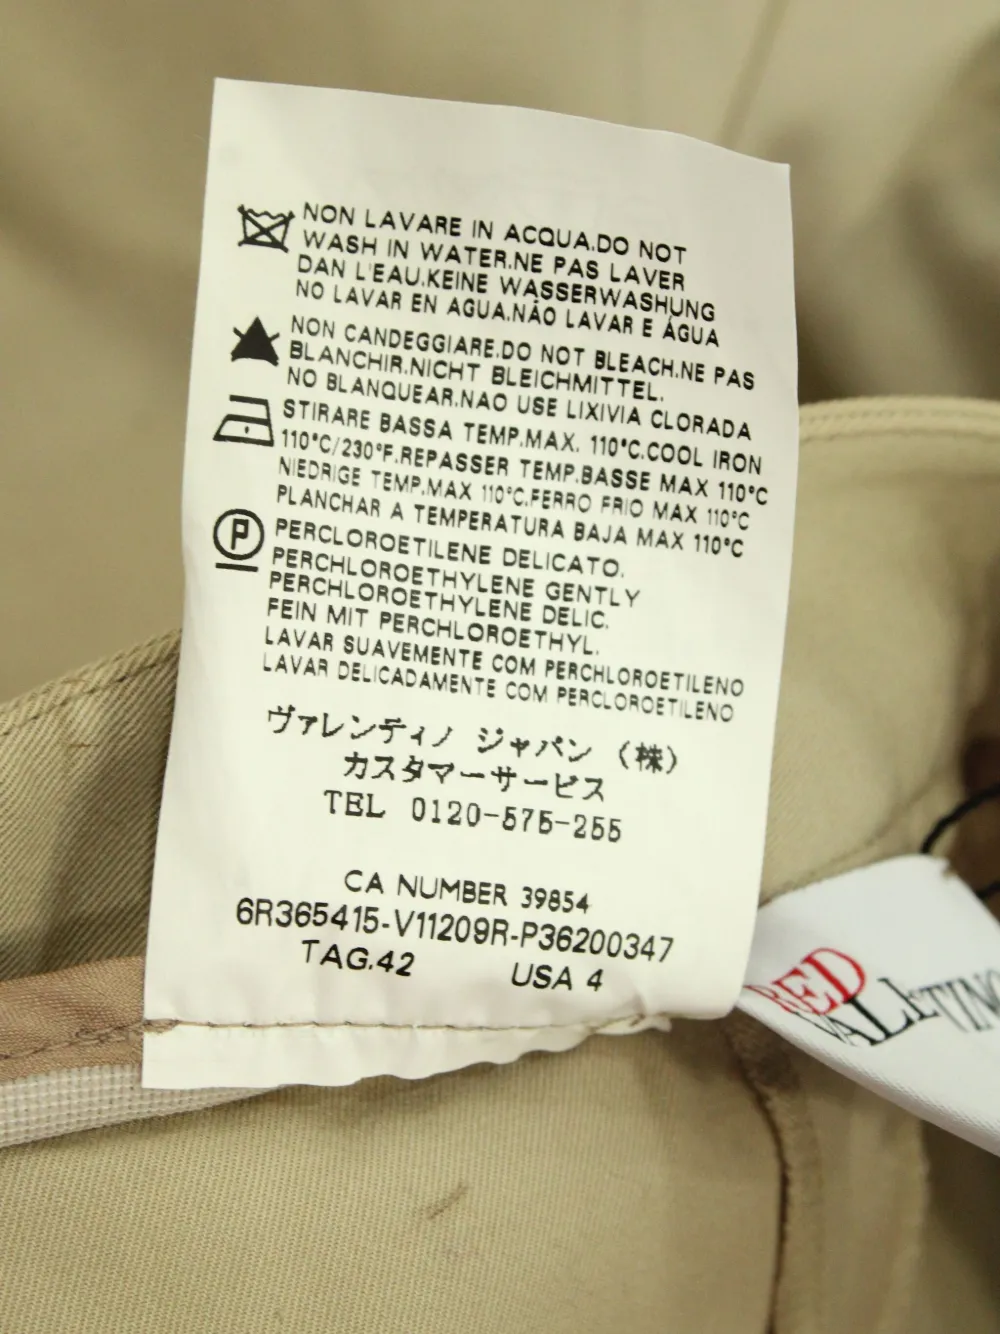 NON LAVARE IN ACQUA.DO NOT
WASH IN WATER.NE PAS LAVER
DAN L'EAU.KEINE WASSERWASHUNG
NO LAVAR EN AGUA.NÃO LAVAR E ÁGUA
NON CANDEGGIARE.DO NOT BLEACH.NE PAS
BLANCHIR.NICHT BLEICHMITTEL.
NO BLANQUEAR.NAO USE LIXIVIA CLORADA
STIRARE BASSA TEMP.MAX. 110°C.COOL IRON
110°C/230°F.REPASSER TEMP.BASSE MAX 110°C
NIEDRIGE TEMP.MAX 110°C.FERRO FRIO MAX 110°C
PLANCHAR A TEMPERATURA BAJA MAX 110°C
P
PERCLOROETILENE DELICATO.
PERCHLOROETHYLENE GENTLY
PERCHLOROETHYLENE DELIC.
FEIN MIT PERCHLOROETHYL.
LAVAR SUAVEMENTE COM PERCHLOROETILENO
LAVAR DELICADAMENTE COM PERCLOROETILENO
ヴァレンティノ ジャパン (株)
カスタマーサービス
TEL 0120-575-255
CA NUMBER 39854
6R365415-V11209R-P36200347
TAG.42 USA 4
RED
VALETINO